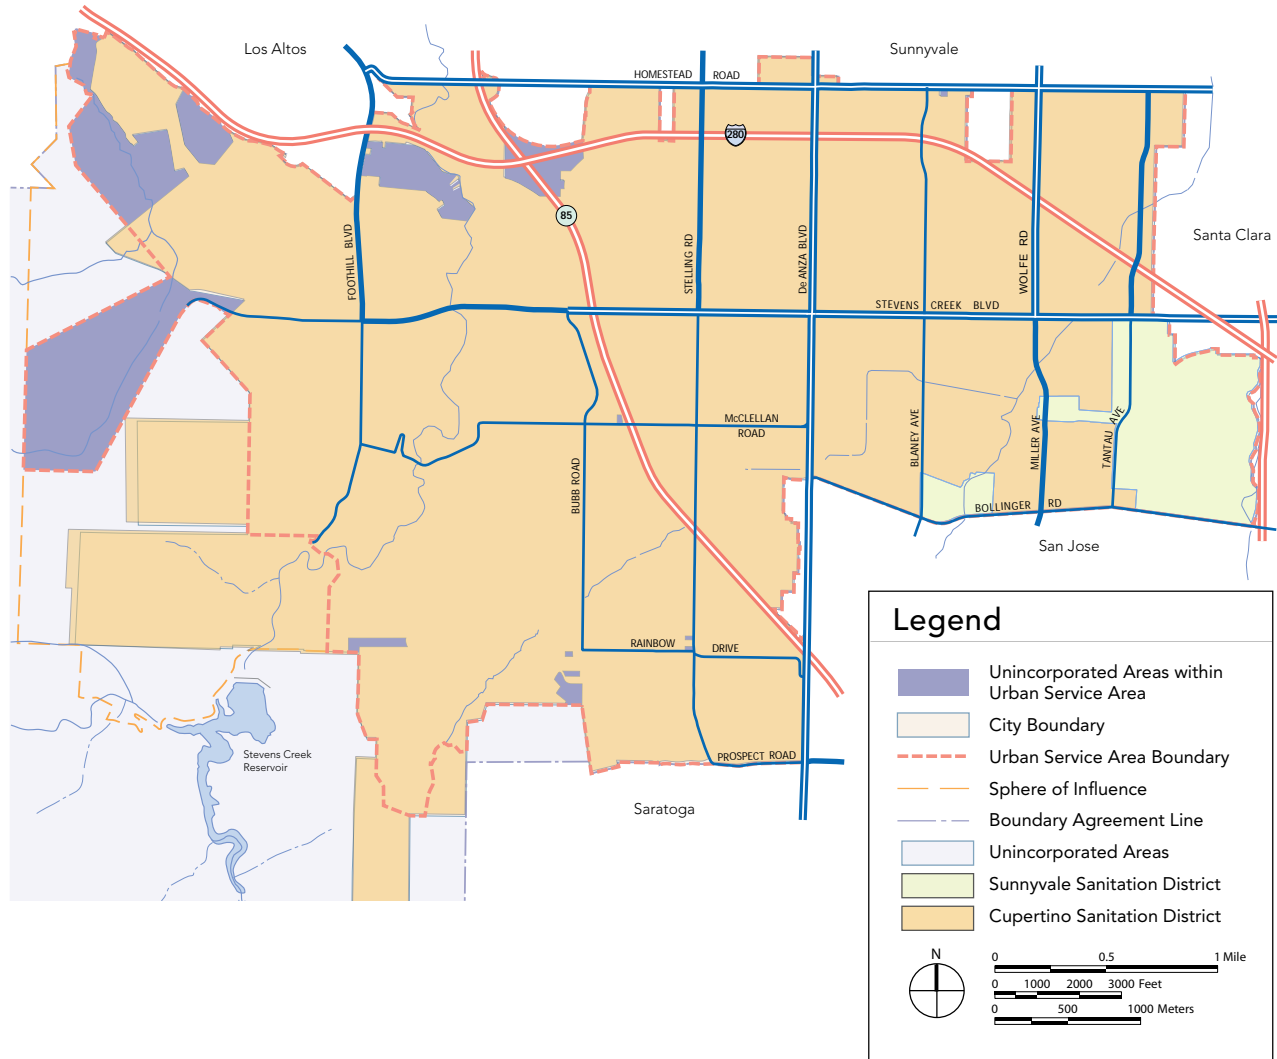 Los Altos
Sunnyvale
HOMESTEAD ROAD
280
85
Santa Clara
FOOTHILL BLVD
STELLING RD
De ANZA BLVD
WOLFE RD
STEVENS CREEK BLVD
McCLELLAN
ROAD
BLANEY AVE
MILLER AVE
TANTAU AVE
BUBB ROAD
BOLLINGER RD
San Jose
RAINBOW DRIVE
Stevens Creek
Reservoir
PROSPECT ROAD
Saratoga
Legend
Unincorporated Areas within
Urban Service Area
City Boundary
Urban Service Area Boundary
Sphere of Influence
Boundary Agreement Line
Unincorporated Areas
Sunnyvale Sanitation District
Cupertino Sanitation District
N
0 0.5 1 Mile
0 1000 2000 3000 Feet
0 500 1000 Meters